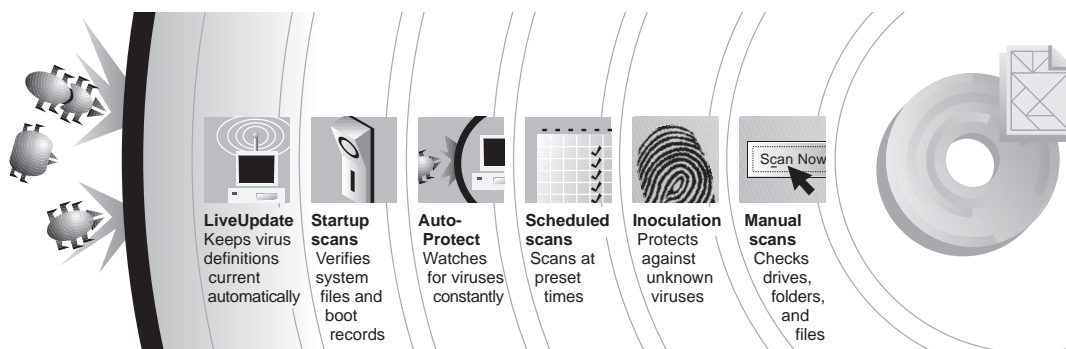 LiveUpdate
Keeps virus
definitions
current
automatically
Startup
scans
Verifies
system
files and
boot
records
Auto-
Protect
Watches
for viruses
constantly
Scheduled
scans
Scans at
preset
times
Inoculation
Protects
against
unknown
viruses
Scan Now
Manual
scans
Checks
drives,
folders,
and
files